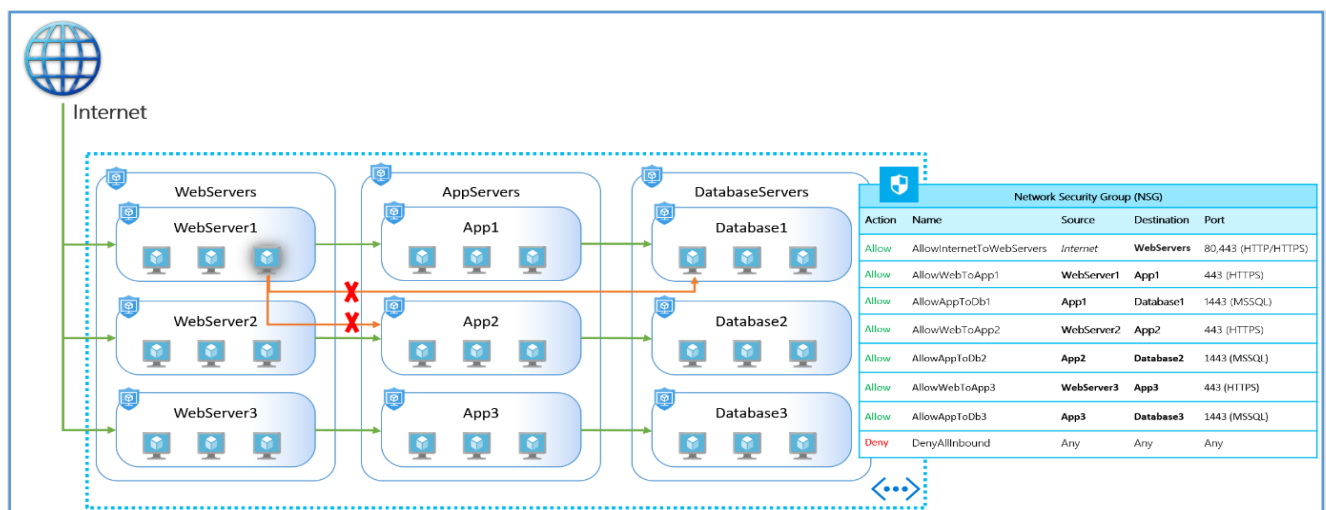 Internet
WebServers
AppServers
DatabaseServers
WebServer1
App1
Database1
WebServer2
App2
Database2
WebServer3
App3
Database3
Network Security Group (NSG)
Action Name Source Destination Port
Allow AllowInternetToWebServers Internet WebServers 80,443 (HTTP/HTTPS)
Allow AllowWebToApp1 WebServer1 App1 443 (HTTPS)
Allow AllowAppToDb1 App1 Database1 1443 (MSSQL)
Allow AllowWebToApp2 WebServer2 App2 443 (HTTPS)
Allow AllowAppToDb2 App2 Database2 1443 (MSSQL)
Allow AllowWebToApp3 WebServer3 App3 443 (HTTPS)
Allow AllowAppToDb3 App3 Database3 1443 (MSSQL)
Deny DenyAllInbound Any Any Any